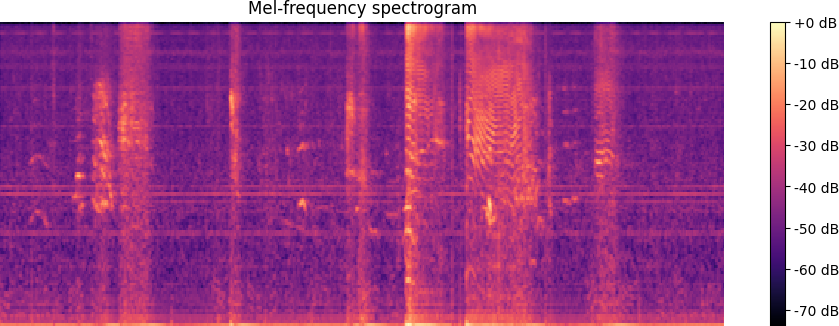 Mel-frequency spectrogram
+0 dB
-10 dB
-20 dB
-30 dB
-40 dB
-50 dB
-60 dB
-70 dB